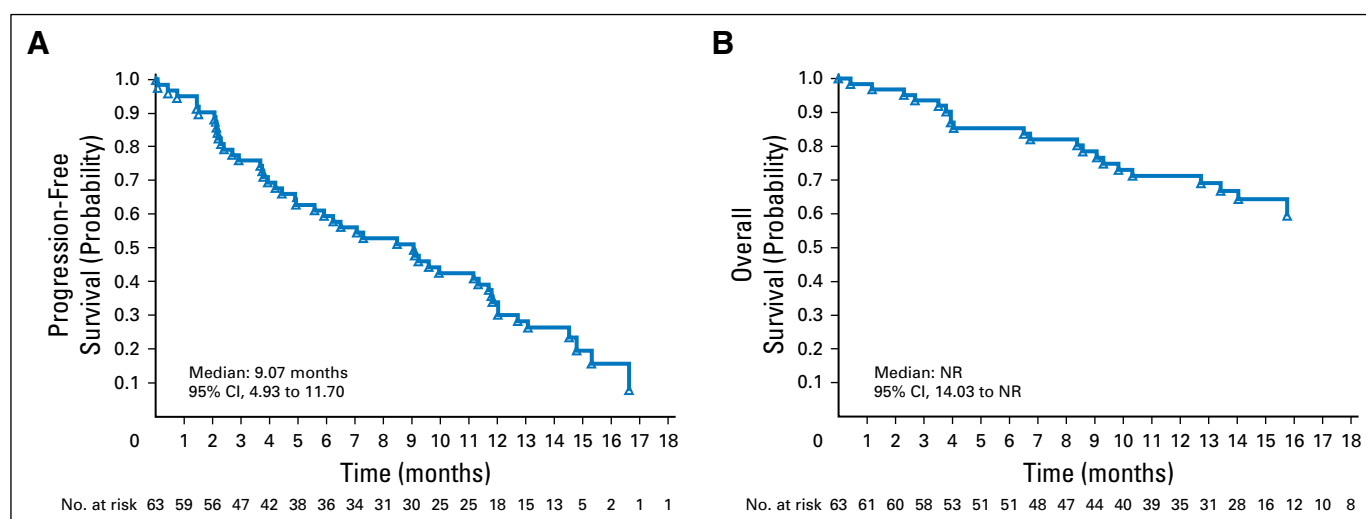 A
Progression-Free
Survival (Probability)
1.0
0.9
0.8
0.7
0.6
0.5
0.4
0.3
0.2
0.1
Median: 9.07 months
95% CI, 4.93 to 11.70
0 1 2 3 4 5 6 7 8 9 10 11 12 13 14 15 16 17 18
Time (months)
No. at risk 63 59 56 47 42 38 36 34 31 30 25 25 18 15 13 5 2 1 1
B
Overall
Survival (Probability)
1.0
0.9
0.8
0.7
0.6
0.5
0.4
0.3
0.2
0.1
Median: NR
95% CI, 14.03 to NR
0 1 2 3 4 5 6 7 8 9 10 11 12 13 14 15 16 17 18
Time (months)
No. at risk 63 61 60 58 53 51 51 48 47 44 40 39 35 31 28 16 12 10 8